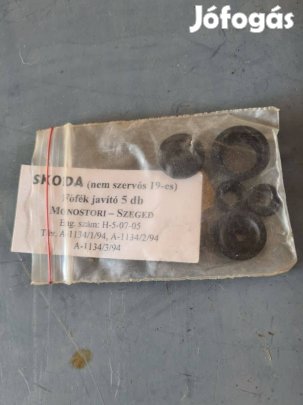 Jófogás
SKODA (nem szervós 19-es)
Főfék javító 5 db
MONOSTORI – SZEGED
Eng. szám: H-5-07-05
T.sz. A-1134/1/94, A-1134/2/94
A-1134/3/94